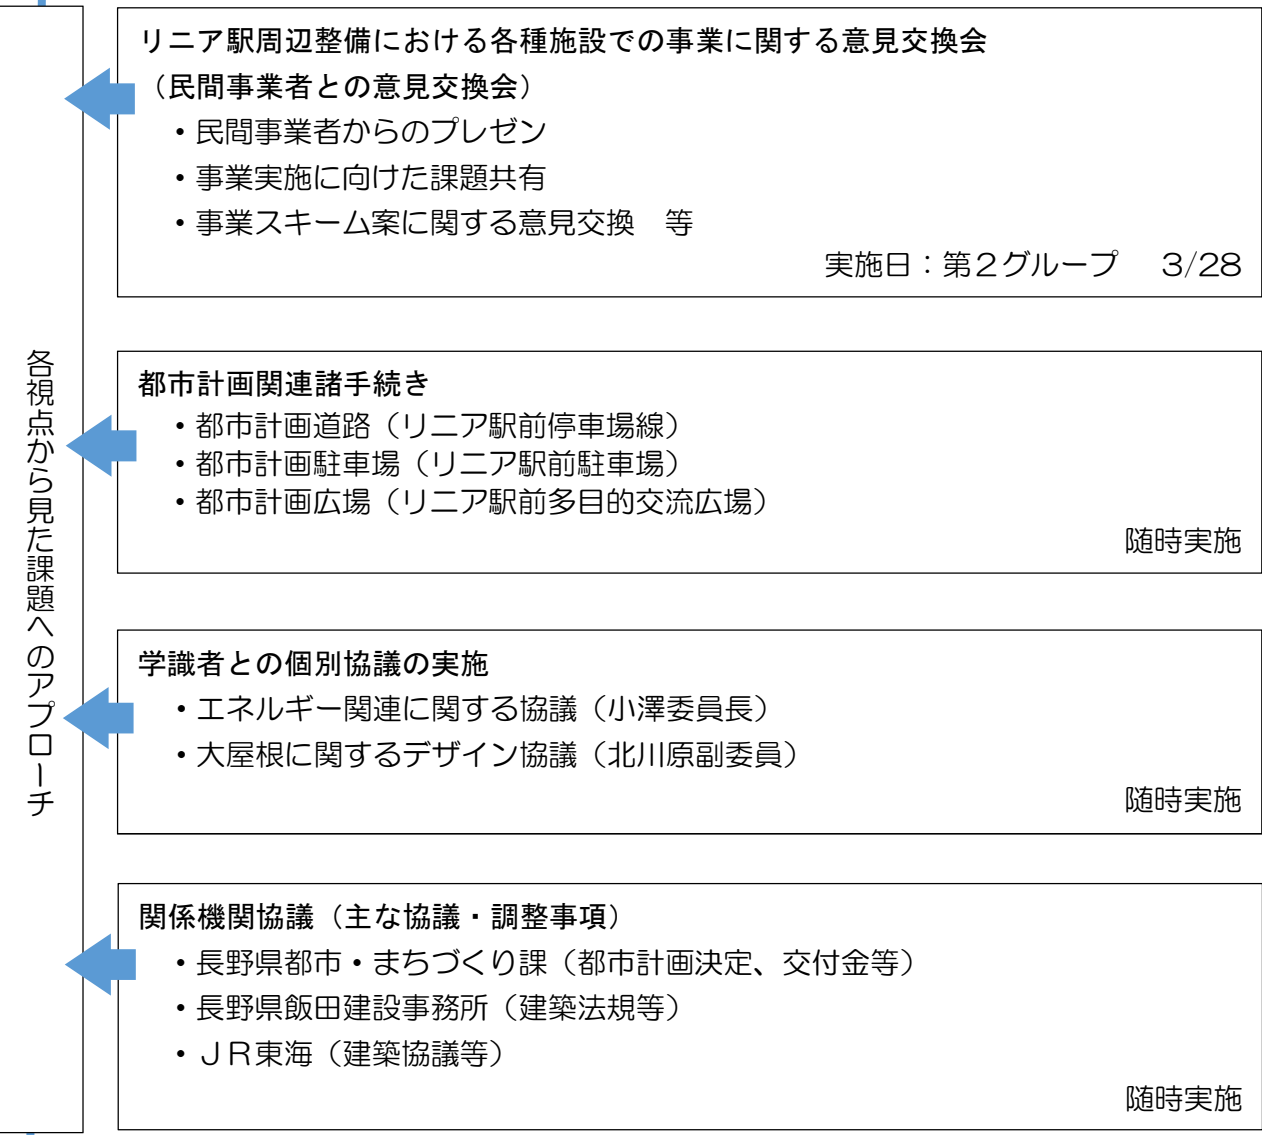 各視点から見た課題へのアプローチ
リニア駅周辺整備における各種施設での事業に関する意見交換会
（民間事業者との意見交換会）
・民間事業者からのプレゼン
・事業実施に向けた課題共有
・事業スキーム案に関する意見交換　等
実施日：第２グループ　3/28
都市計画関連諸手続き
・都市計画道路（リニア駅前停車場線）
・都市計画駐車場（リニア駅前駐車場）
・都市計画広場（リニア駅前多目的交流広場）
随時実施
学識者との個別協議の実施
・エネルギー関連に関する協議（小澤委員長）
・大屋根に関するデザイン協議（北川原副委員）
随時実施
関係機関協議（主な協議・調整事項）
・長野県都市・まちづくり課（都市計画決定、交付金等）
・長野県飯田建設事務所（建築法規等）
・ＪＲ東海（建築協議等）
随時実施